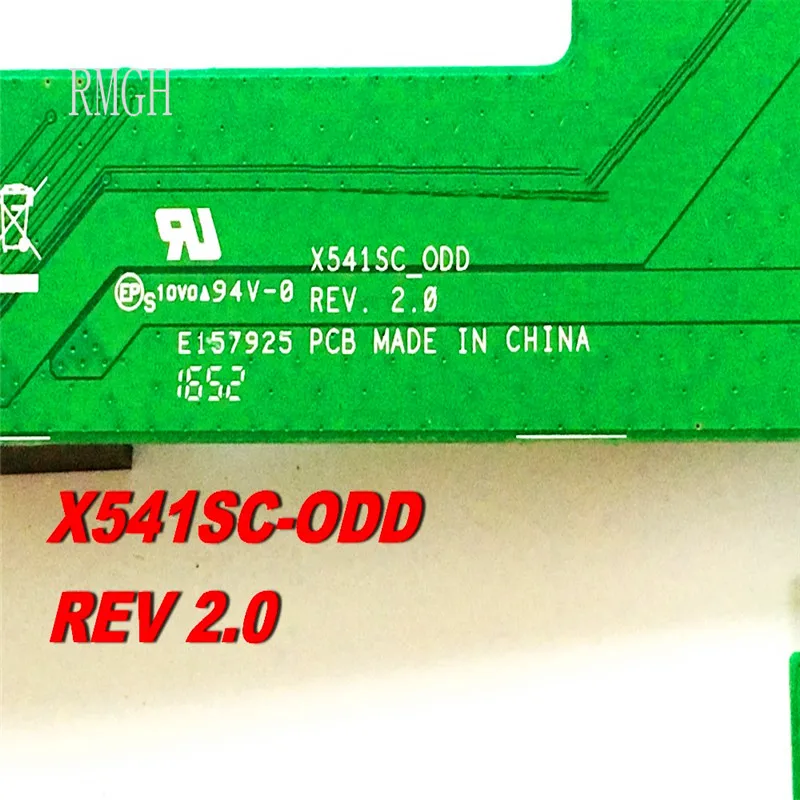 RMGH
X541SC_ODD
EP S 10V0▲94V-0 REV. 2.0
E157925 PCB MADE IN CHINA
1652
X541SC-ODD
REV 2.0